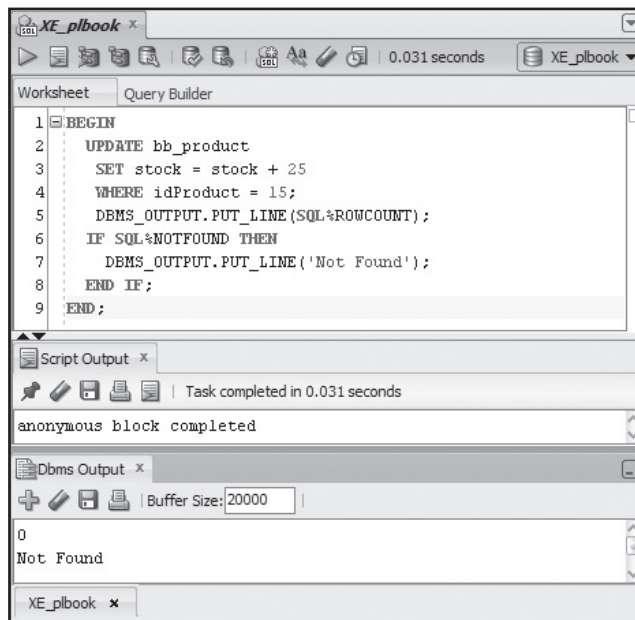 XE_plbook x
0.031 seconds
XE_plbook
Worksheet Query Builder
1 BEGIN
2 UPDATE bb_product
3 SET stock = stock + 25
4 WHERE idProduct = 15;
5 DBMS_OUTPUT.PUT_LINE(SQL%ROWCOUNT);
6 IF SQL%NOTFOUND THEN
7 DBMS_OUTPUT.PUT_LINE('Not Found');
8 END IF;
9 END;
Script Output x
Task completed in 0.031 seconds
anonymous block completed
Dbms Output x
Buffer Size: 20000
0
Not Found
XE_plbook x